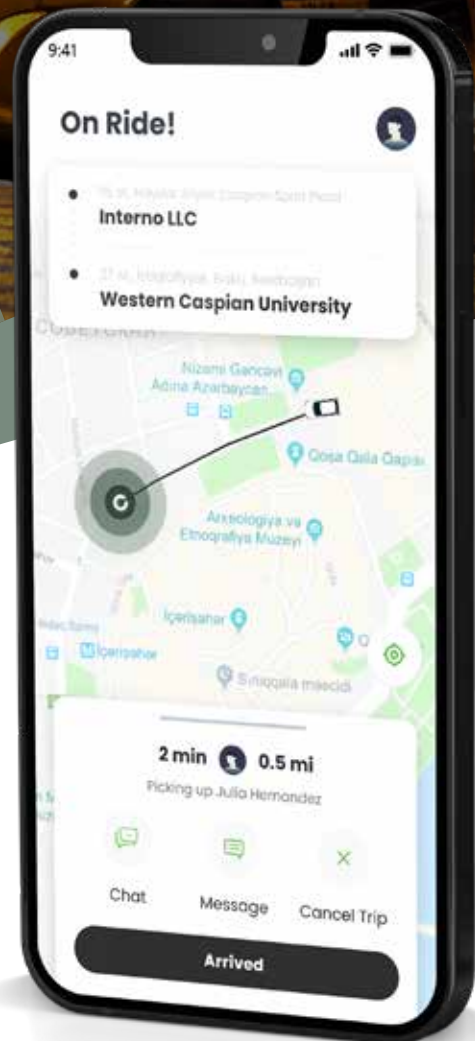 9:41
On Ride!
Interno LLC
Western Caspian University
Nizami Gəncəvi
Adına Azərbaycan...
Qoşa Qala Qapısı
Arxeologiya və
Etnoqrafiya Muzeyi
İçərişəhər
İçərişəhər
Sınıqqala məscidi
2 min 0.5 mi
Picking up Julia Hernandez
Chat
Message
Cancel Trip
Arrived